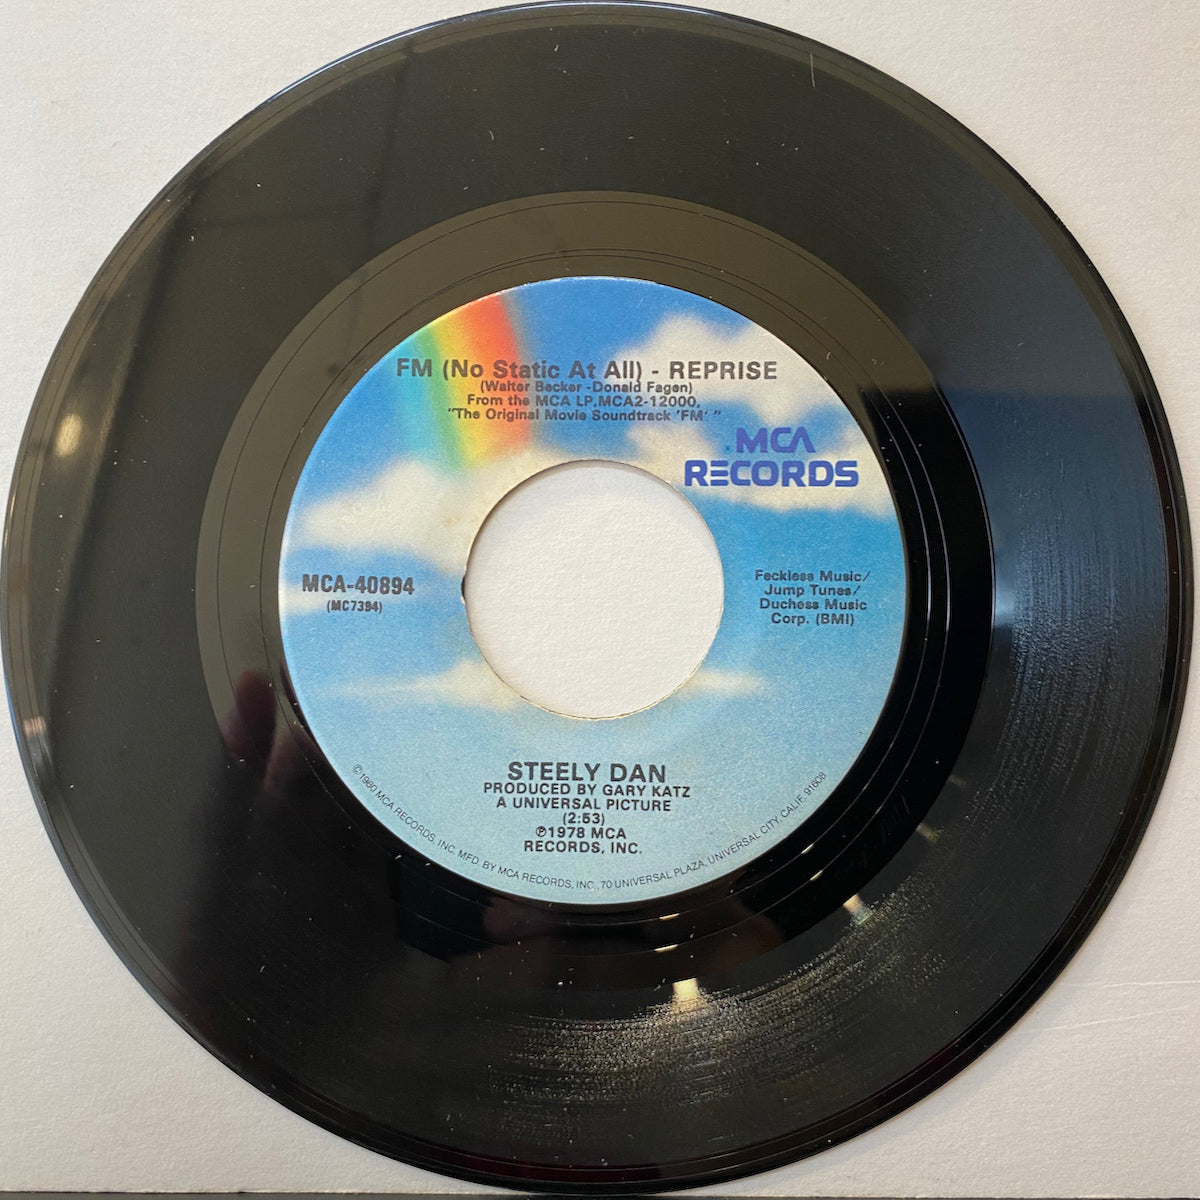 FM (No Static At All) - REPRISE
(Walter Becker -Donald Fagen)
From the MCA LP,MCA2-12000,
"The Original Movie Soundtrack 'FM' "
MCA
RECORDS
MCA-40894
(MC7394)
Feckless Music/
Jump Tunes/
Duchess Music
Corp. (BMI)
STEELY DAN
PRODUCED BY GARY KATZ
A UNIVERSAL PICTURE
(2:53)
℗1978 MCA
RECORDS, INC.
©1980 MCA RECORDS, INC. MFD. BY MCA RECORDS, INC., 70 UNIVERSAL PLAZA, UNIVERSAL CITY, CALIF. 91608